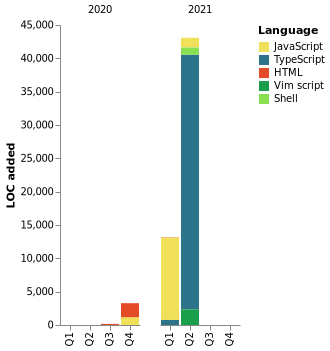 2020 2021
Language
JavaScript
TypeScript
HTML
Vim script
Shell
LOC added
45,000
40,000
35,000
30,000
25,000
20,000
15,000
10,000
5,000
0
Q1 Q2 Q3 Q4 Q1 Q2 Q3 Q4